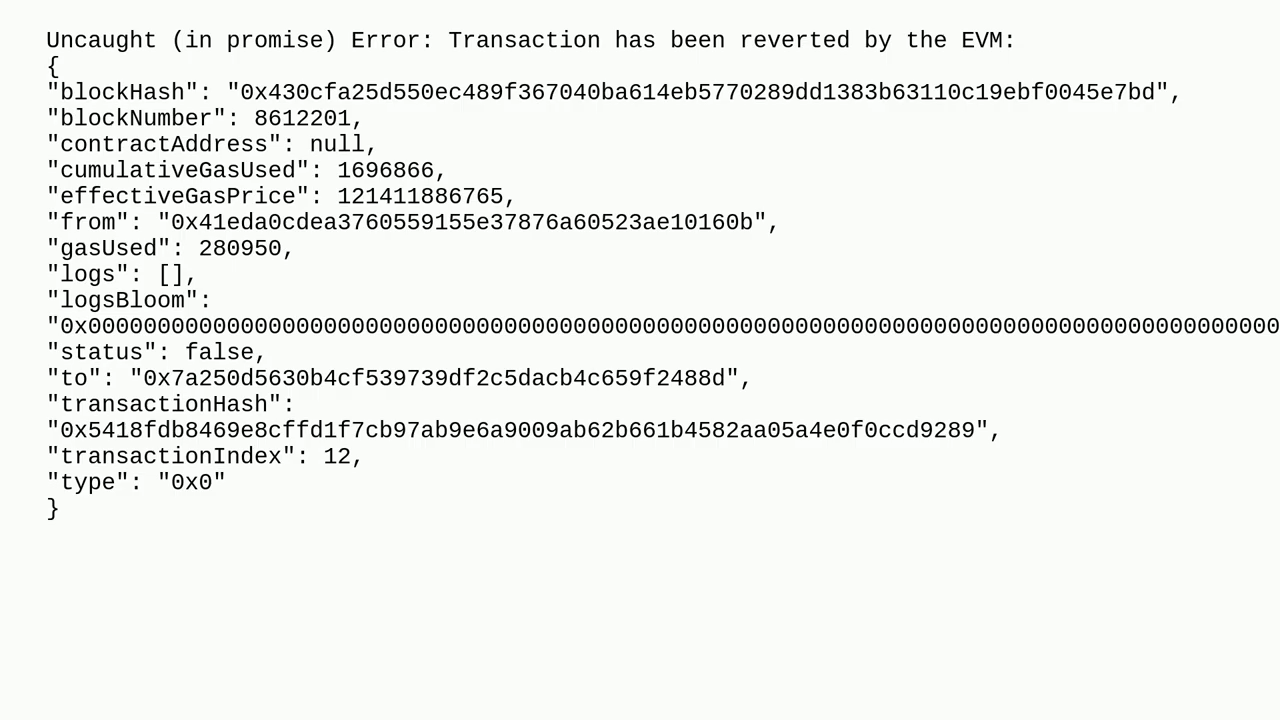 Uncaught (in promise) Error: Transaction has been reverted by the EVM:
{
"blockHash": "0x430cfa25d550ec489f367040ba614eb5770289dd1383b63110c19ebf0045e7bd",
"blockNumber": 8612201,
"contractAddress": null,
"cumulativeGasUsed": 1696866,
"effectiveGasPrice": 121411886765,
"from": "0x41eda0cdea3760559155e37876a60523ae10160b",
"gasUsed": 280950,
"logs": [],
"logsBloom":
"0x00000000000000000000000000000000000000000000000000000000000000000000000000000000000000
"status": false,
"to": "0x7a250d5630b4cf539739df2c5dacb4c659f2488d",
"transactionHash":
"0x5418fdb8469e8cffd1f7cb97ab9e6a9009ab62b661b4582aa05a4e0f0ccd9289",
"transactionIndex": 12,
"type": "0x0"
}